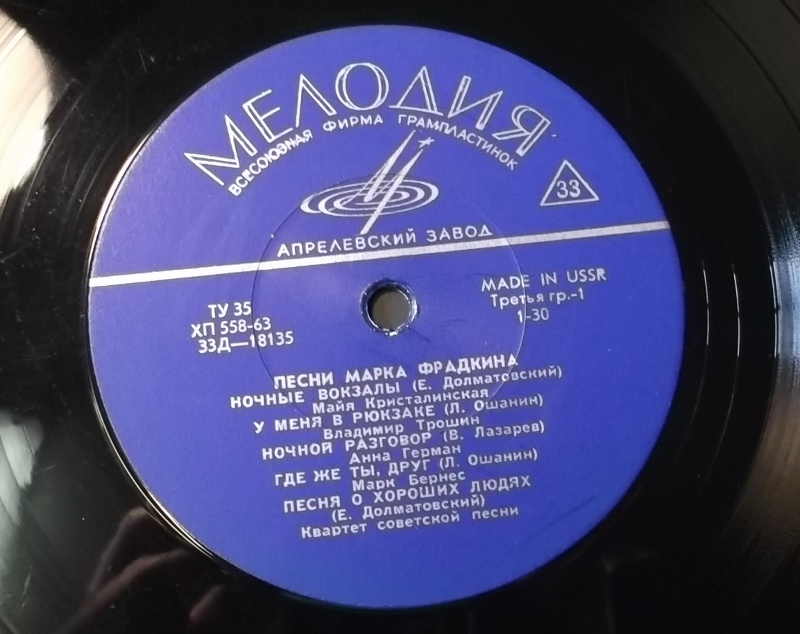 МЕЛОДИЯ
ВСЕСОЮЗНАЯ ФИРМА ГРАМПЛАСТИНОК
33
АПРЕЛЕВСКИЙ ЗАВОД
ТУ 35
ХП 558-63
33Д—18135
MADE IN USSR
Третья гр.-1
1-30
ПЕСНИ МАРКА ФРАДКИНА
НОЧНЫЕ ВОКЗАЛЫ (Е. Долматовский)
Майя Кристалинская
У МЕНЯ В РЮКЗАКЕ (Л. Ошанин)
Владимир Трошин
НОЧНОЙ РАЗГОВОР (В. Лазарев)
Анна Герман
ГДЕ ЖЕ ТЫ, ДРУГ (Л. Ошанин)
Марк Бернес
ПЕСНЯ О ХОРОШИХ ЛЮДЯХ
(Е. Долматовский)
Квартет советской песни